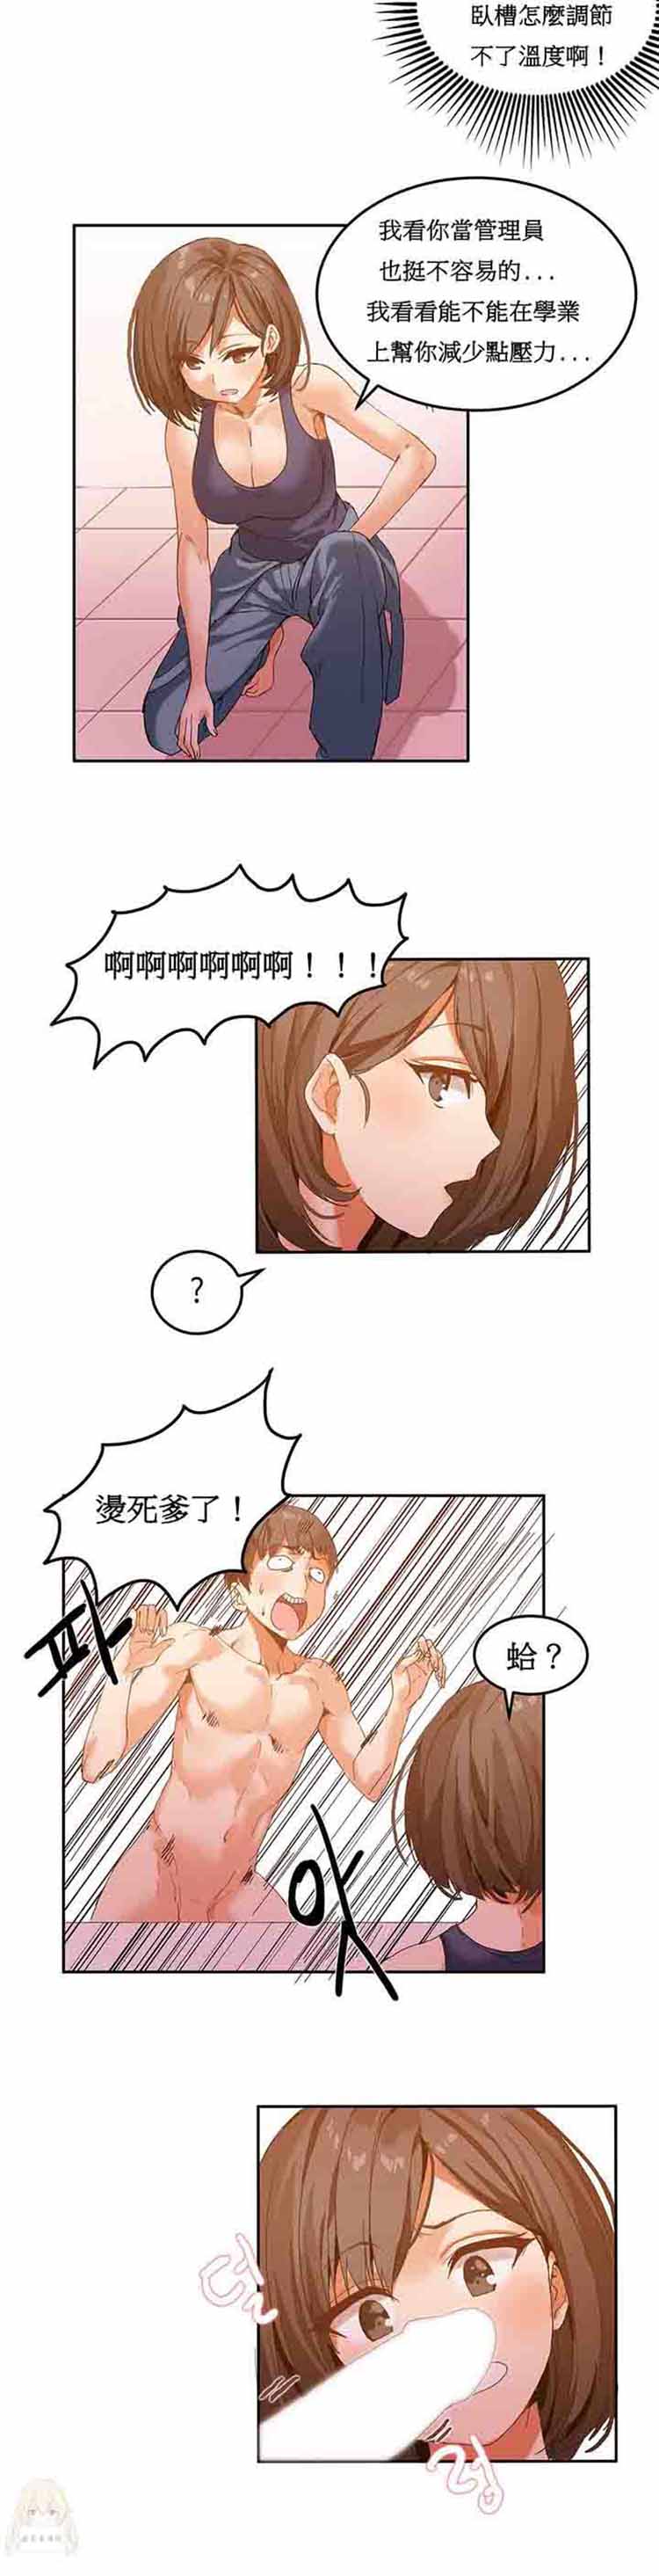 臥槽怎麼調節
不了溫度啊！
我看你當管理員
也挺不容易的...
我看看能不能在學業
上幫你減少點壓力...
啊啊啊啊啊啊！！！
？
燙死爹了！
파
蛤？
앗
덜
렁